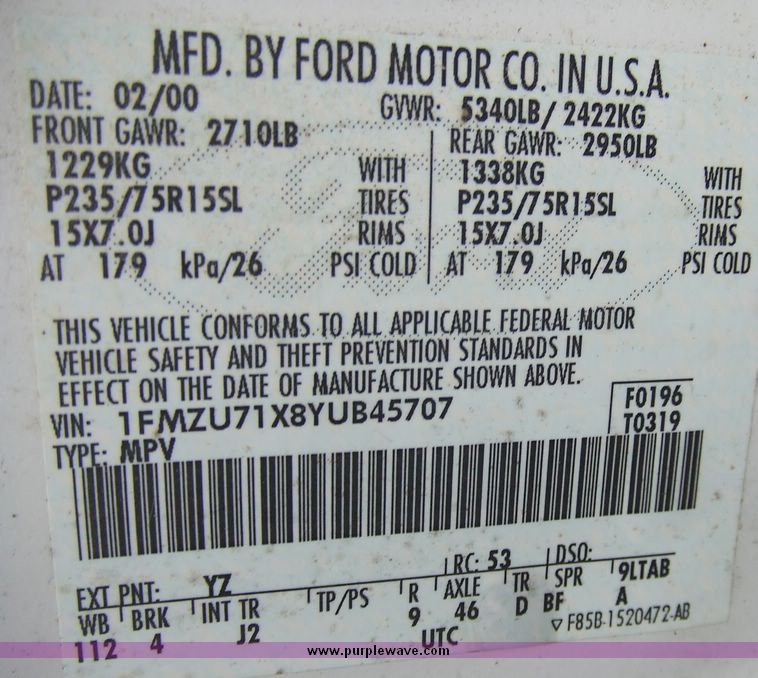 MFD. BY FORD MOTOR CO. IN U.S.A.
DATE: 02/00 GVWR: 5340LB/ 2422KG
FRONT GAWR: 2710LB REAR GAWR: 2950LB
1229KG WITH 1338KG WITH
P235/75R15SL TIRES P235/75R15SL TIRES
15X7.0J RIMS 15X7.0J RIMS
AT 179 kPa/26 PSI COLD AT 179 kPa/26 PSI COLD
THIS VEHICLE CONFORMS TO ALL APPLICABLE FEDERAL MOTOR
VEHICLE SAFETY AND THEFT PREVENTION STANDARDS IN
EFFECT ON THE DATE OF MANUFACTURE SHOWN ABOVE.
VIN: 1FMZU71X8YUB45707 F0196
TYPE: MPV T0319
EXT PNT: YZ RC: 53 DSO:
WB BRK INT TR TP/PS R AXLE TR SPR 9LTAB
112 4 J2 9 46 D BF A
UTC ▽F85B-1520472-AB
www.purplewave.com